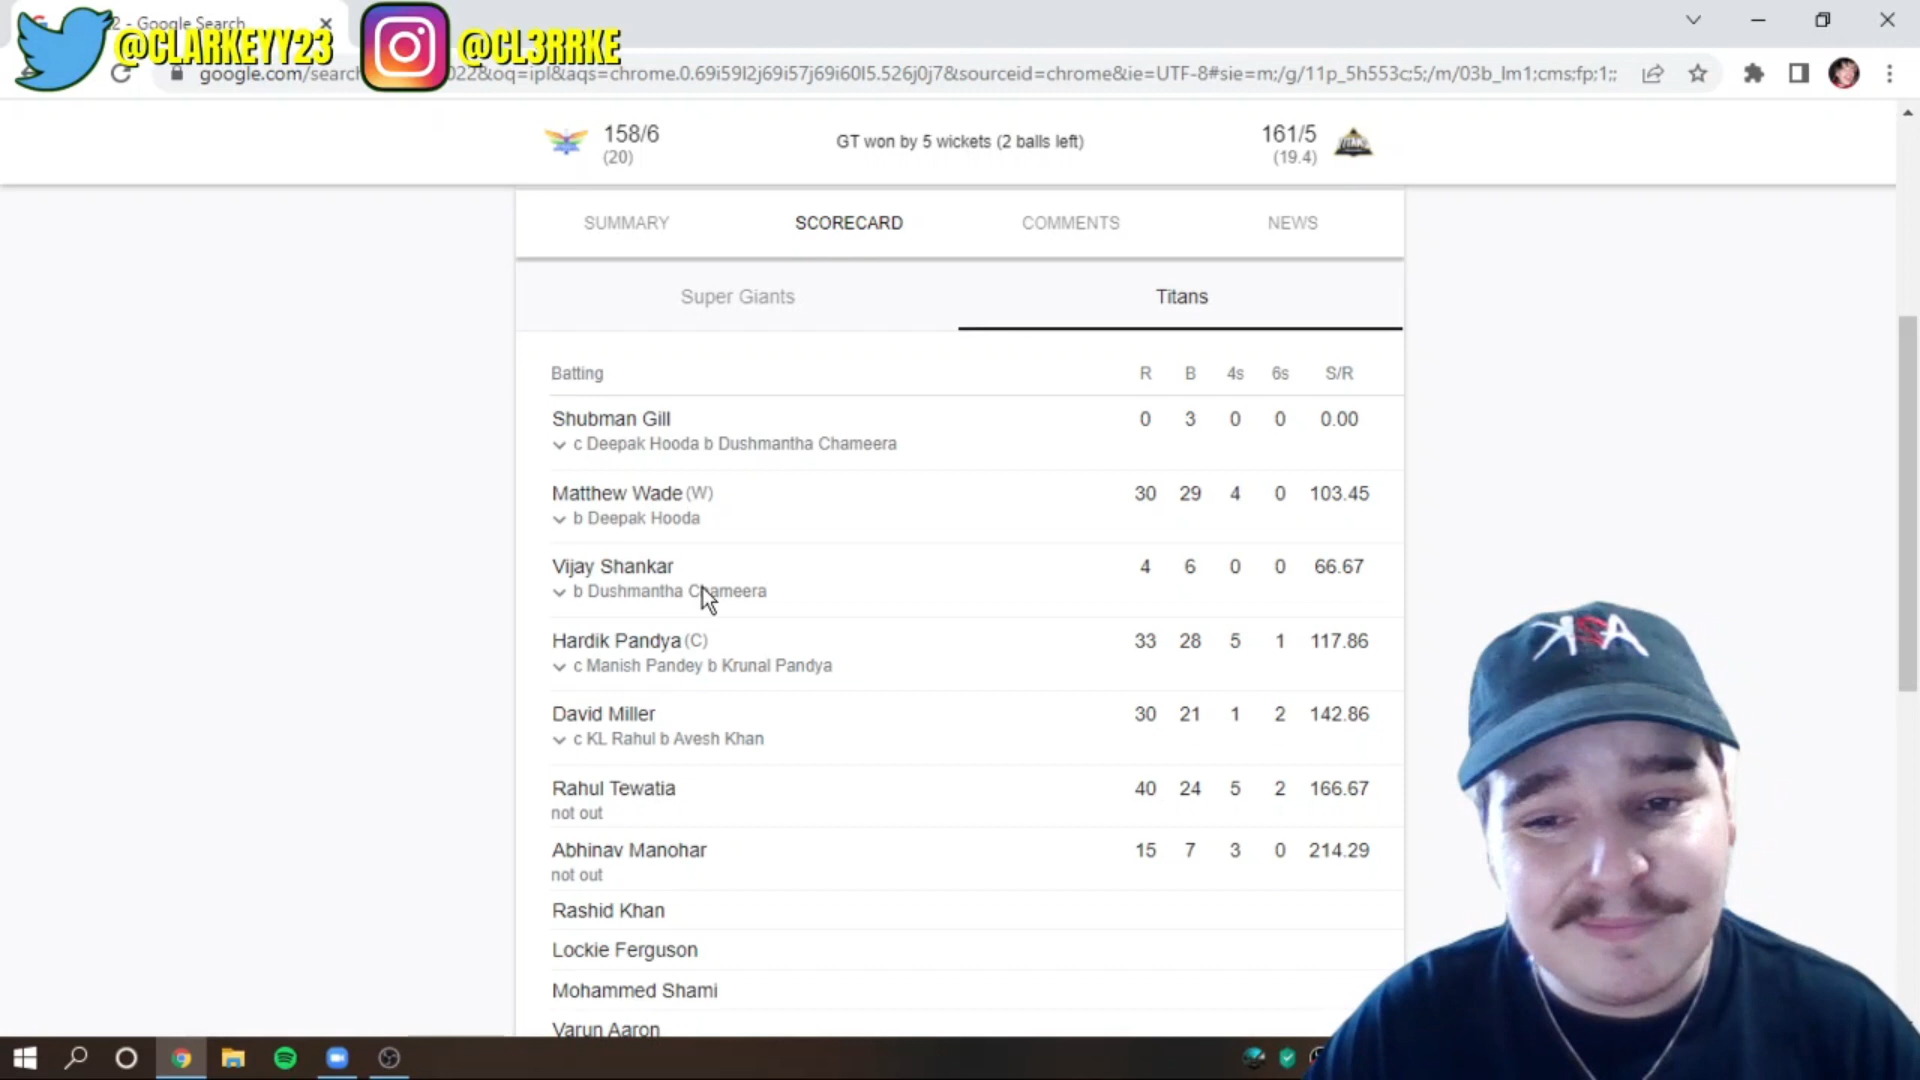 2 - Google Search
@CLARKEYY23
@CL3RRKE
google.com/search 022&oq=ipl&aqs=chrome.0.69i59l2j69i57j69i60l5.526j0j7&sourceid=chrome&ie=UTF-8#sie=m;/g/11p_5h553c;5;/m/03b_lm1;cms;fp;1;;
158/6
(20)
GT won by 5 wickets (2 balls left)
161/5
(19.4)
SUMMARY SCORECARD COMMENTS NEWS
Super Giants Titans
Batting R B 4s 6s S/R
Shubman Gill 0 3 0 0 0.00
c Deepak Hooda b Dushmantha Chameera
Matthew Wade (W) 30 29 4 0 103.45
b Deepak Hooda
Vijay Shankar 4 6 0 0 66.67
b Dushmantha Chameera
Hardik Pandya (C) 33 28 5 1 117.86
c Manish Pandey b Krunal Pandya
David Miller 30 21 1 2 142.86
c KL Rahul b Avesh Khan
Rahul Tewatia 40 24 5 2 166.67
not out
Abhinav Manohar 15 7 3 0 214.29
not out
Rashid Khan
Lockie Ferguson
Mohammed Shami
Varun Aaron